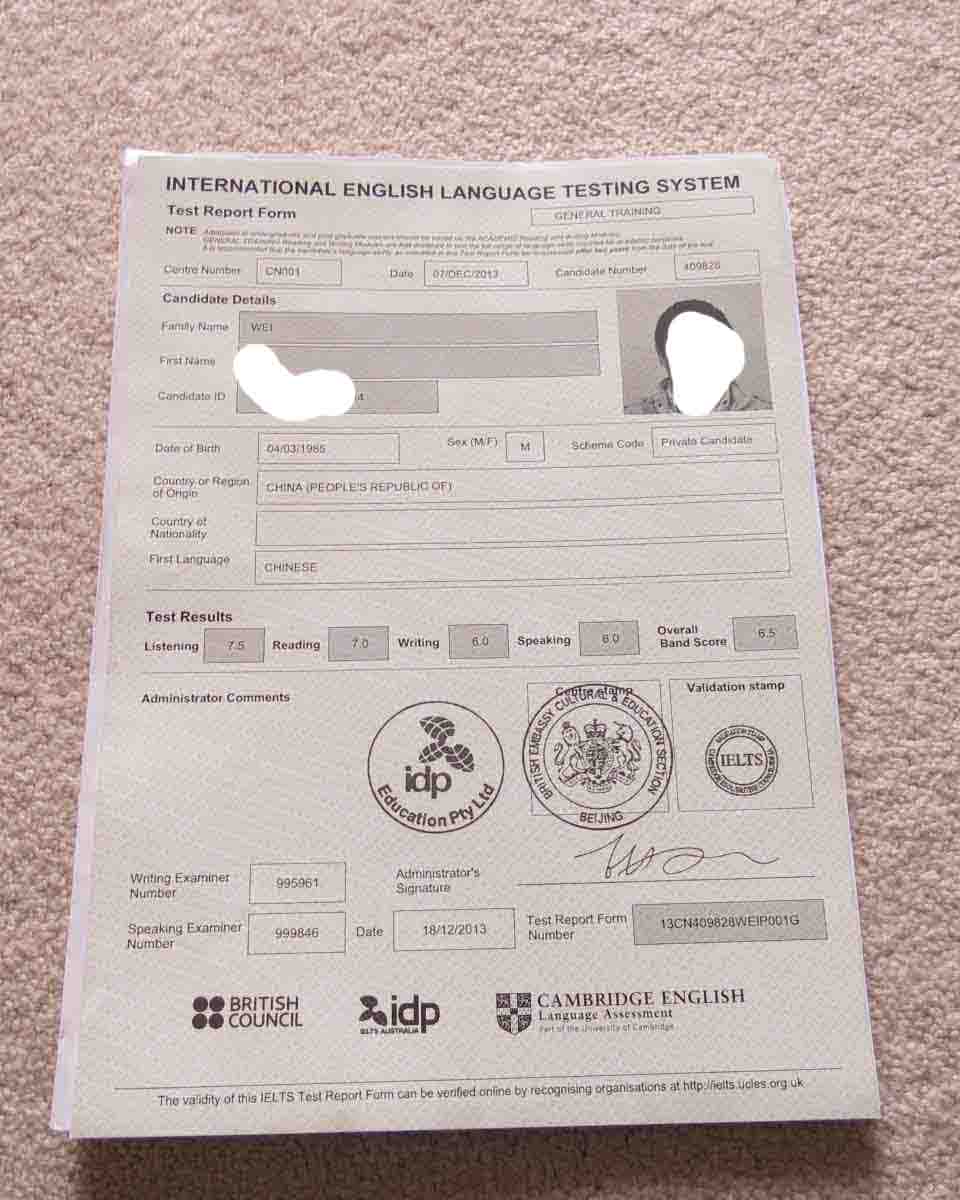 INTERNATIONAL ENGLISH LANGUAGE TESTING SYSTEM
Test Report Form
GENERAL TRAINING
NOTE
Centre Number CN001 Date 07/DEC/2013 Candidate Number 409828
Candidate Details
Family Name WEI
First Name
Candidate ID
Date of Birth 04/03/1985 Sex (M/F) M Scheme Code Private Candidate
Country or Region of Origin CHINA (PEOPLE'S REPUBLIC OF)
Country of Nationality
First Language CHINESE
Test Results
Listening 7.5 Reading 7.0 Writing 6.0 Speaking 6.0 Overall Band Score 6.5
Administrator Comments
Centre stamp
Validation stamp
idp
Education Pty Ltd
BRITISH EMBASSY CULTURAL & EDUCATION SECTION
BEIJING
IELTS
Writing Examiner Number 995961
Administrator's Signature
Speaking Examiner Number 999846 Date 18/12/2013 Test Report Form Number 13CN409828WEIP001G
BRITISH COUNCIL
idp
IELTS AUSTRALIA
CAMBRIDGE ENGLISH
Language Assessment
Part of the University of Cambridge
The validity of this IELTS Test Report Form can be verified online by recognising organisations at http://ielts.ucles.org.uk